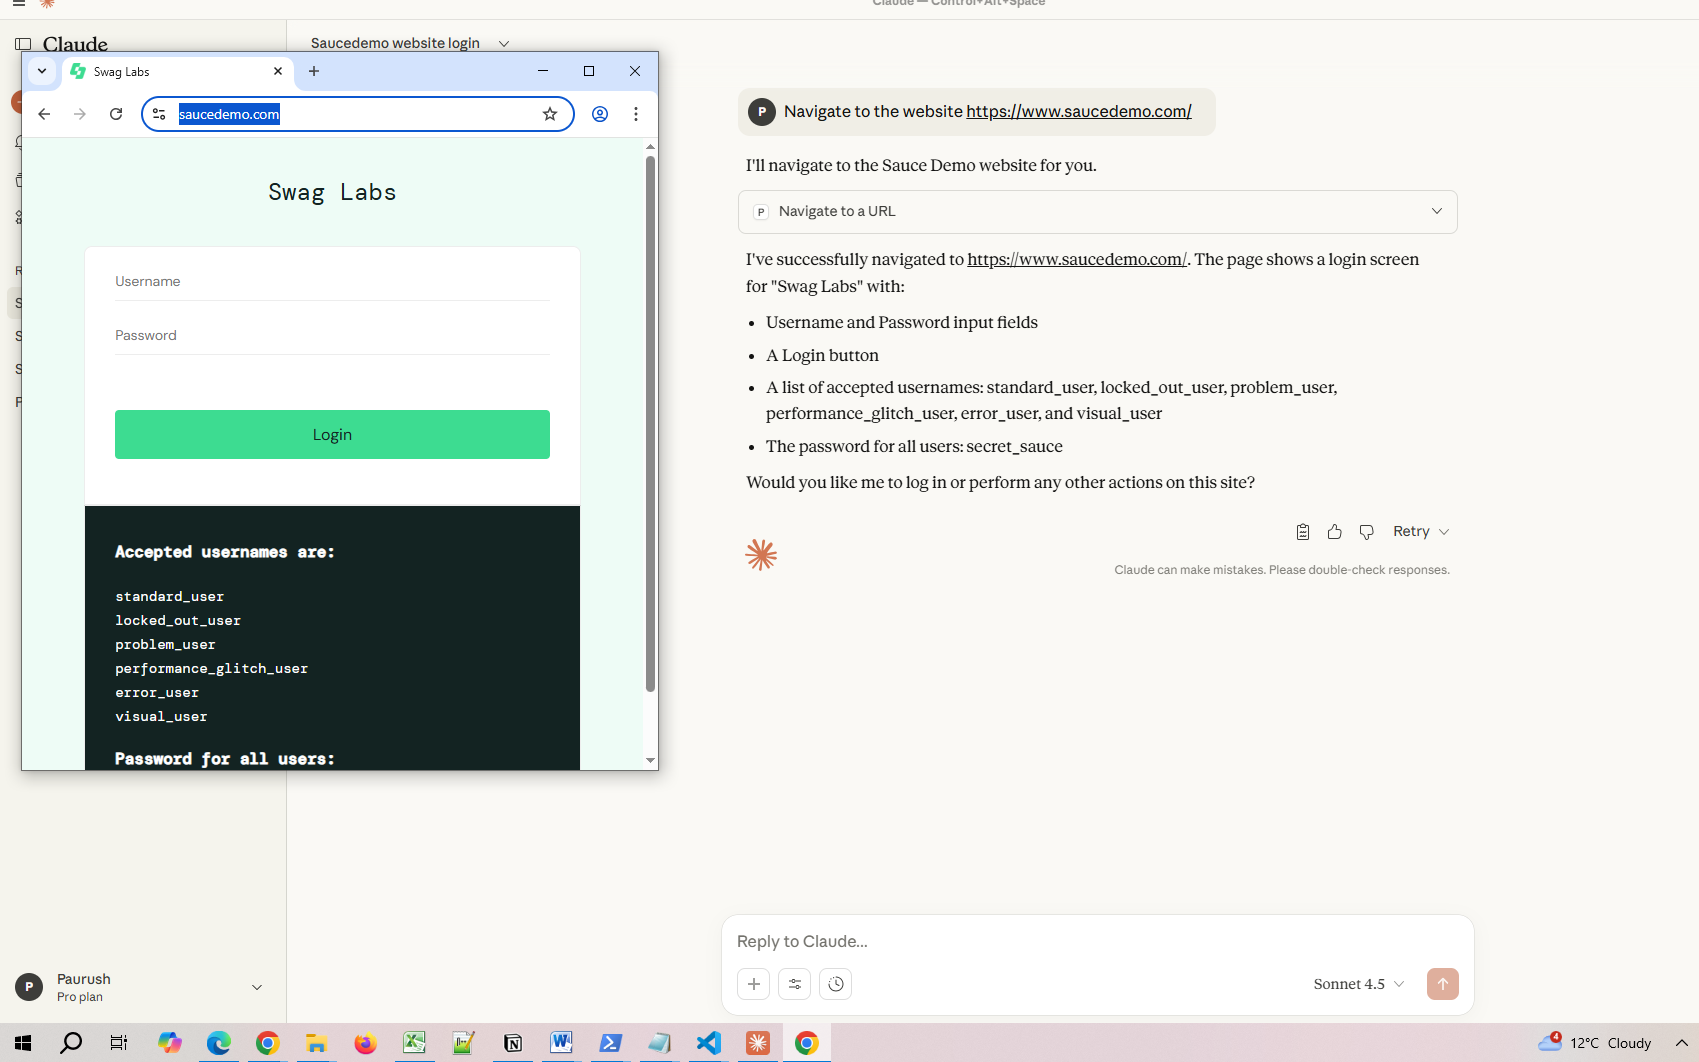 Claude — Control+Alt+Space
Claude
Saucedemo website login
Swag Labs
saucedemo.com
Swag Labs
Username
Password
Login
Accepted usernames are:
standard_user
locked_out_user
problem_user
performance_glitch_user
error_user
visual_user
Password for all users:
P
Navigate to the website https://www.saucedemo.com/
I'll navigate to the Sauce Demo website for you.
P
Navigate to a URL
I've successfully navigated to https://www.saucedemo.com/. The page shows a login screen
for "Swag Labs" with:
• Username and Password input fields
• A Login button
• A list of accepted usernames: standard_user, locked_out_user, problem_user,
performance_glitch_user, error_user, and visual_user
• The password for all users: secret_sauce
Would you like me to log in or perform any other actions on this site?
Retry
Claude can make mistakes. Please double-check responses.
Reply to Claude...
Sonnet 4.5
P
Paurush
Pro plan
4
12°C Cloudy